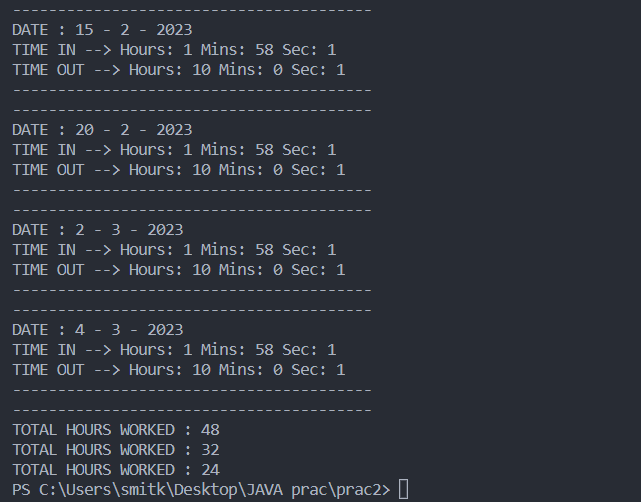 ----------------------------------------
DATE : 15 - 2 - 2023
TIME IN --> Hours: 1 Mins: 58 Sec: 1
TIME OUT --> Hours: 10 Mins: 0 Sec: 1
----------------------------------------
----------------------------------------
DATE : 20 - 2 - 2023
TIME IN --> Hours: 1 Mins: 58 Sec: 1
TIME OUT --> Hours: 10 Mins: 0 Sec: 1
----------------------------------------
----------------------------------------
DATE : 2 - 3 - 2023
TIME IN --> Hours: 1 Mins: 58 Sec: 1
TIME OUT --> Hours: 10 Mins: 0 Sec: 1
----------------------------------------
----------------------------------------
DATE : 4 - 3 - 2023
TIME IN --> Hours: 1 Mins: 58 Sec: 1
TIME OUT --> Hours: 10 Mins: 0 Sec: 1
----------------------------------------
----------------------------------------
TOTAL HOURS WORKED : 48
TOTAL HOURS WORKED : 32
TOTAL HOURS WORKED : 24
PS C:\Users\smitk\Desktop\JAVA prac\prac2>